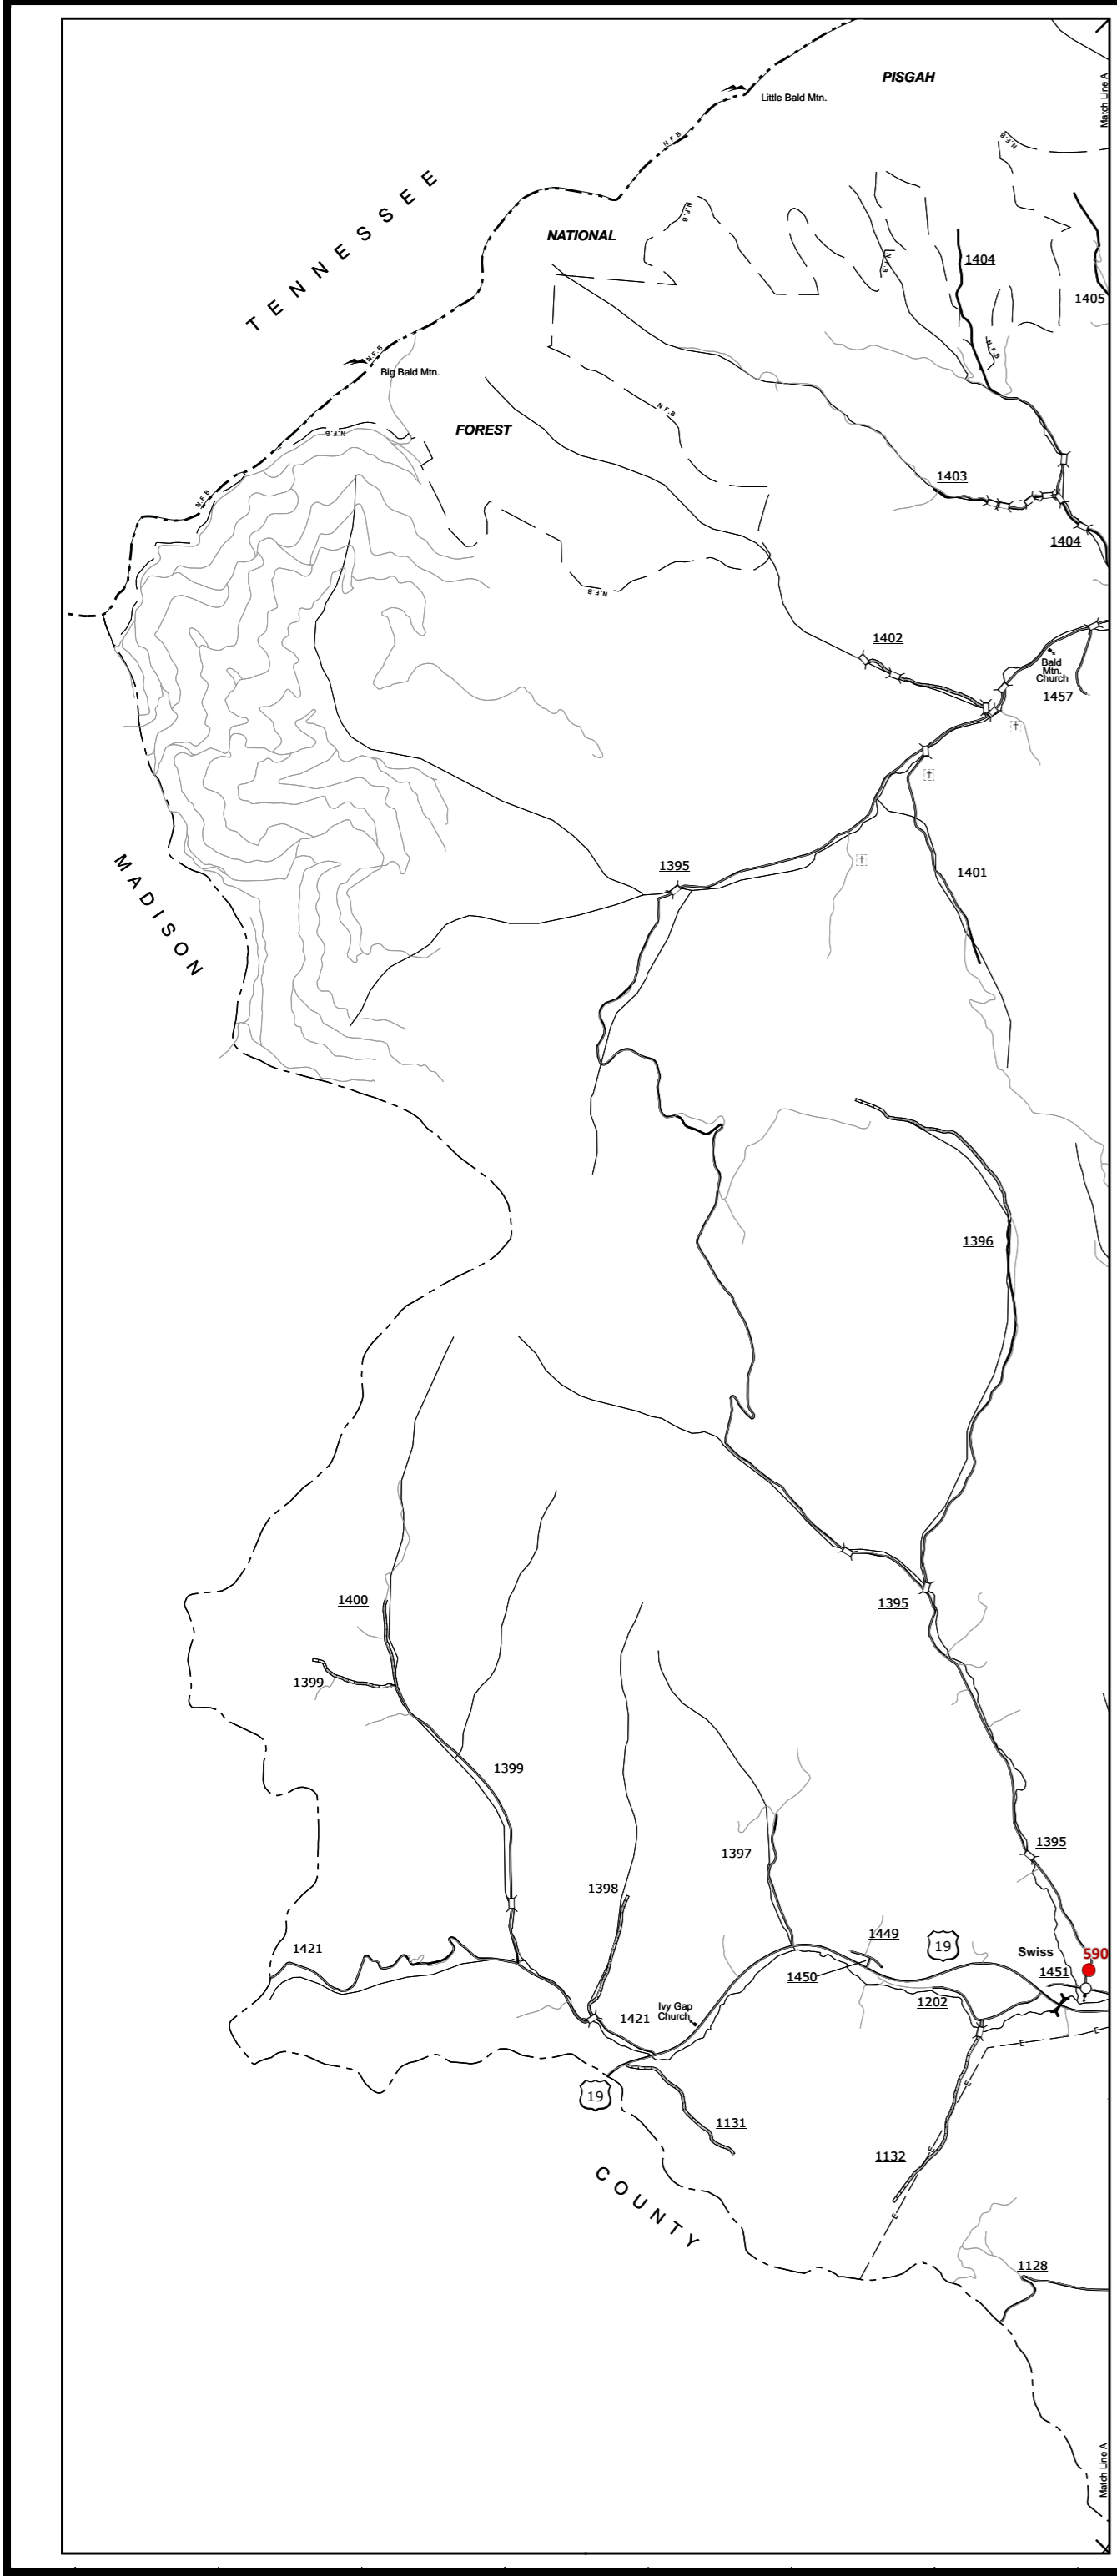 PISGAH
Match Line A
Little Bald Mtn.
N.F.B
N.F.B
TENNESSEE
N.F.B
NATIONAL
N.F.B
1404
1405
N.F.B
N.F.B
Big Bald Mtn.
N.F.B
FOREST
N.F.B
1403
N.F.B
1404
N.F.B
1402
Bald
Mtn.
Church
1457
1395
1401
MADISON
1396
1400
1395
1399
1399
1395
1397
1398
1449
19
1421
Swiss
590
1450
1451
1202
Ivy Gap
Church
1421
E
E
19
E
1131
E
1132
COUNTY
E
1128
Match Line A